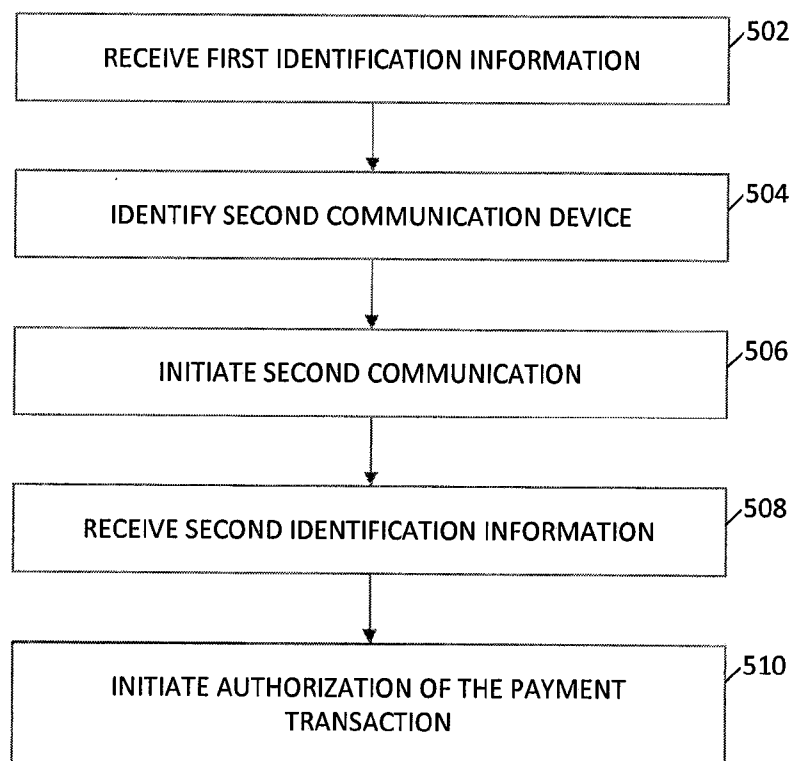 502
RECEIVE FIRST IDENTIFICATION INFORMATION
504
IDENTIFY SECOND COMMUNICATION DEVICE
506
INITIATE SECOND COMMUNICATION
508
RECEIVE SECOND IDENTIFICATION INFORMATION
510
INITIATE AUTHORIZATION OF THE PAYMENT
TRANSACTION